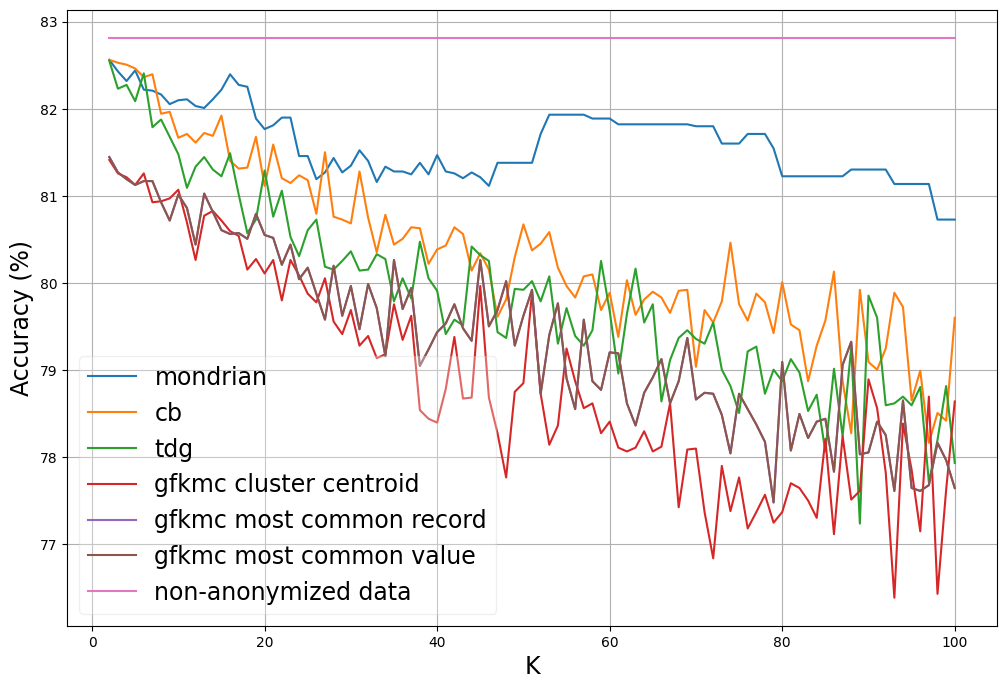 83
82
81
80
79
78
77
Accuracy (%)
mondrian
cb
tdg
gfkmc cluster centroid
gfkmc most common record
gfkmc most common value
non-anonymized data
0 20 40 60 80 100
K